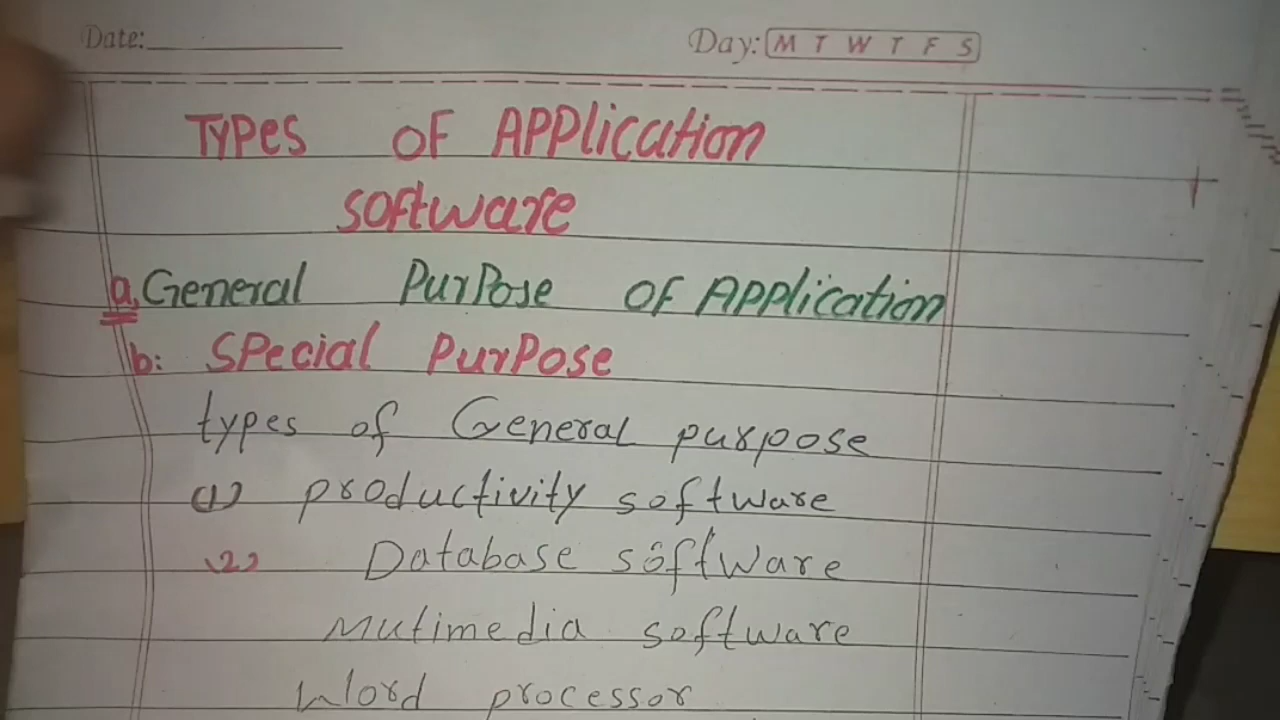 Date:
Day: M T W T F S
Types of Application
software
a, General Purpose of Application
b: Special Purpose
types of General purpose
(1) productivity software
(2) Database software
Mutimedia software
Word processor